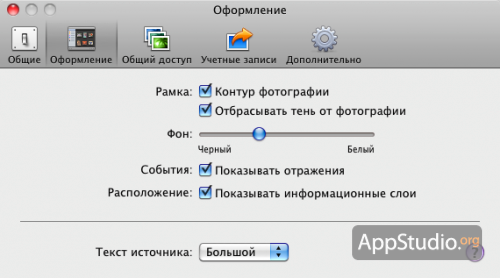 Оформление
Общие Оформление Общий доступ Учетные записи Дополнительно
Рамка: Контур фотографии
Отбрасывать тень от фотографии
Фон:
Черный Белый
События: Показывать отражения
Расположение: Показывать информационные слои
Текст источника: Большой
AppStudio.org
?